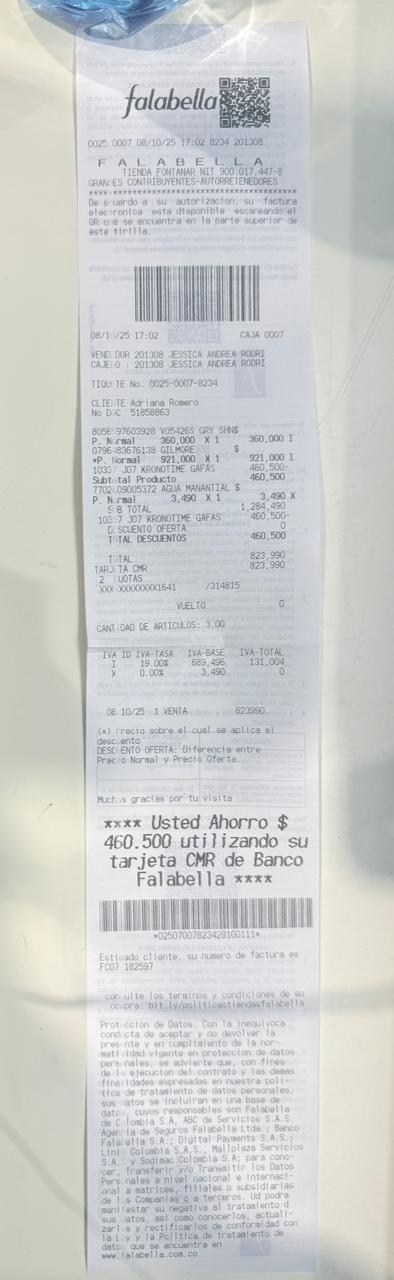 falabella
0025 0007 08/10/25 17:02 8234 201308
F A L A B E L L A
TIENDA FONTANAR NIT 900.017.447-8
GRANDES CONTRIBUYENTES-AUTORRETENEDORES
****************************************
De acuerdo a su autorizacion, su factura
electronica esta disponible escaneando el
QR que se encuentra en la parte superior de
esta tirilla.
08/10/25 17:02 CAJA 0007
VENDEDOR 201308 JESSICA ANDREA RODRI
CAJERO : 201308 JESSICA ANDREA RODRI
TIQUETE No. 0025-0007-8234
CLIENTE Adriana Romero
No DOC 51858863
VO5426S GRY SHN$
P. Normal 360,000 X 1 360,000 I
GILMORE $
*P. Normal 921,000 X 1 921,000 I
J07 KRONOTIME GAFAS 460,500-
Subtotal Producto 460,500
AGUA MANANTIAL $
P. Normal 3,490 X 1 3,490 X
SUB TOTAL 1,284,490
J07 KRONOTIME GAFAS 460,500-
DESCUENTO OFERTA 0
TOTAL DESCUENTOS 460,500
TOTAL 823,990
TARJETA CMR 823,990
2 CUOTAS
XXXXXXXXXXXX1641 /314815
VUELTO 0
CANTIDAD DE ARTICULOS: 3.00
IVA ID IVA-TASA IVA-BASE IVA-TOTAL
I 19.00% 689,496 131,004
X 0.00% 3,490 0
08/10/25 1 VENTA 823990
(*) Precio sobre el cual se aplica el
descuento
DESCUENTO OFERTA: Diferencia entre
Precio Normal y Precio Oferta.
Muchas gracias por tu visita
**** Usted Ahorro $
460.500 utilizando su
tarjeta CMR de Banco
Falabella ****
*02507007823428100111*
Estimado cliente, su numero de factura es
FC07 182597
consulte los terminos y condiciones de su
compra: bit.ly/politicastiendasfalabella
Proteccion de Datos. Con la inequivoca
conducta de aceptar y no devolver la
presente y en cumplimiento de la nor-
matividad vigente en proteccion de datos
personales, se advierte que, con fines
de la ejecucion del contrato y las demas
finalidades expresadas en nuestra poli-
tica de tratamiento de datos personales,
sus datos se incluiran en una base de
datos, cuyos responsables son Falabella
de Colombia S.A, ABC de Servicios S.A.S
Agencia de Seguros Falabella Ltda.; Banco
Falabella S.A.; Digital Payments S.A.;
Linio Colombia S.A.S., Mallplaza Servicios
S.A.S y Sodimac Colombia S.A; para cono-
cer, Transferir y/o Transmitir los Datos
Personales a nivel nacional e internaci-
onal a matrices, filiales o subsidiarias
de las Companias o a terceros. Ud podra
manifestar su negativa al tratamiento d
sus datos, asi como conocerlos, actuali-
zarlos y rectificarlos de conformidad con
la Ley y la Politica de tratamiento de
datos que se encuentra en
www.falabella.com.co